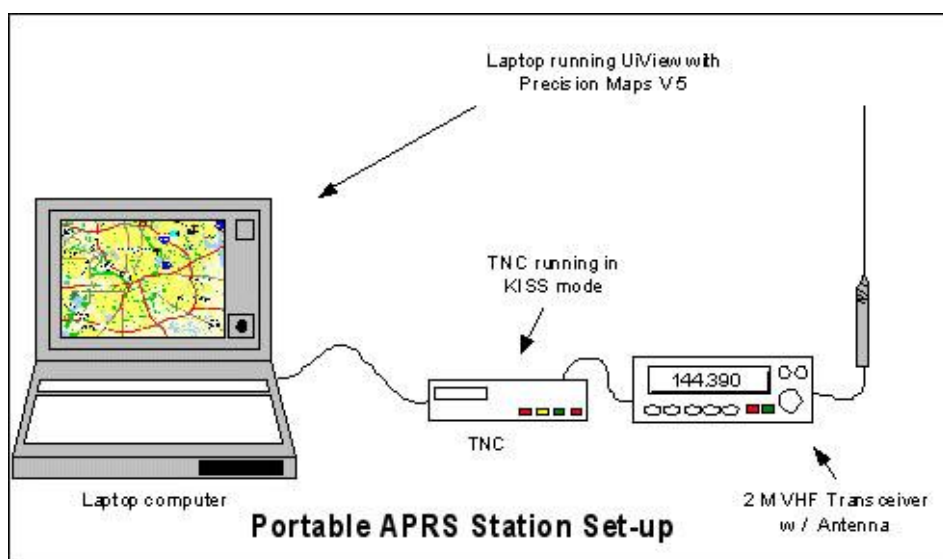 Laptop running UiView with
Precision Maps V5
TNC running in
KISS mode
144.390
TNC
Laptop computer
2 M VHF Transceiver
w / Antenna
Portable APRS Station Set-up